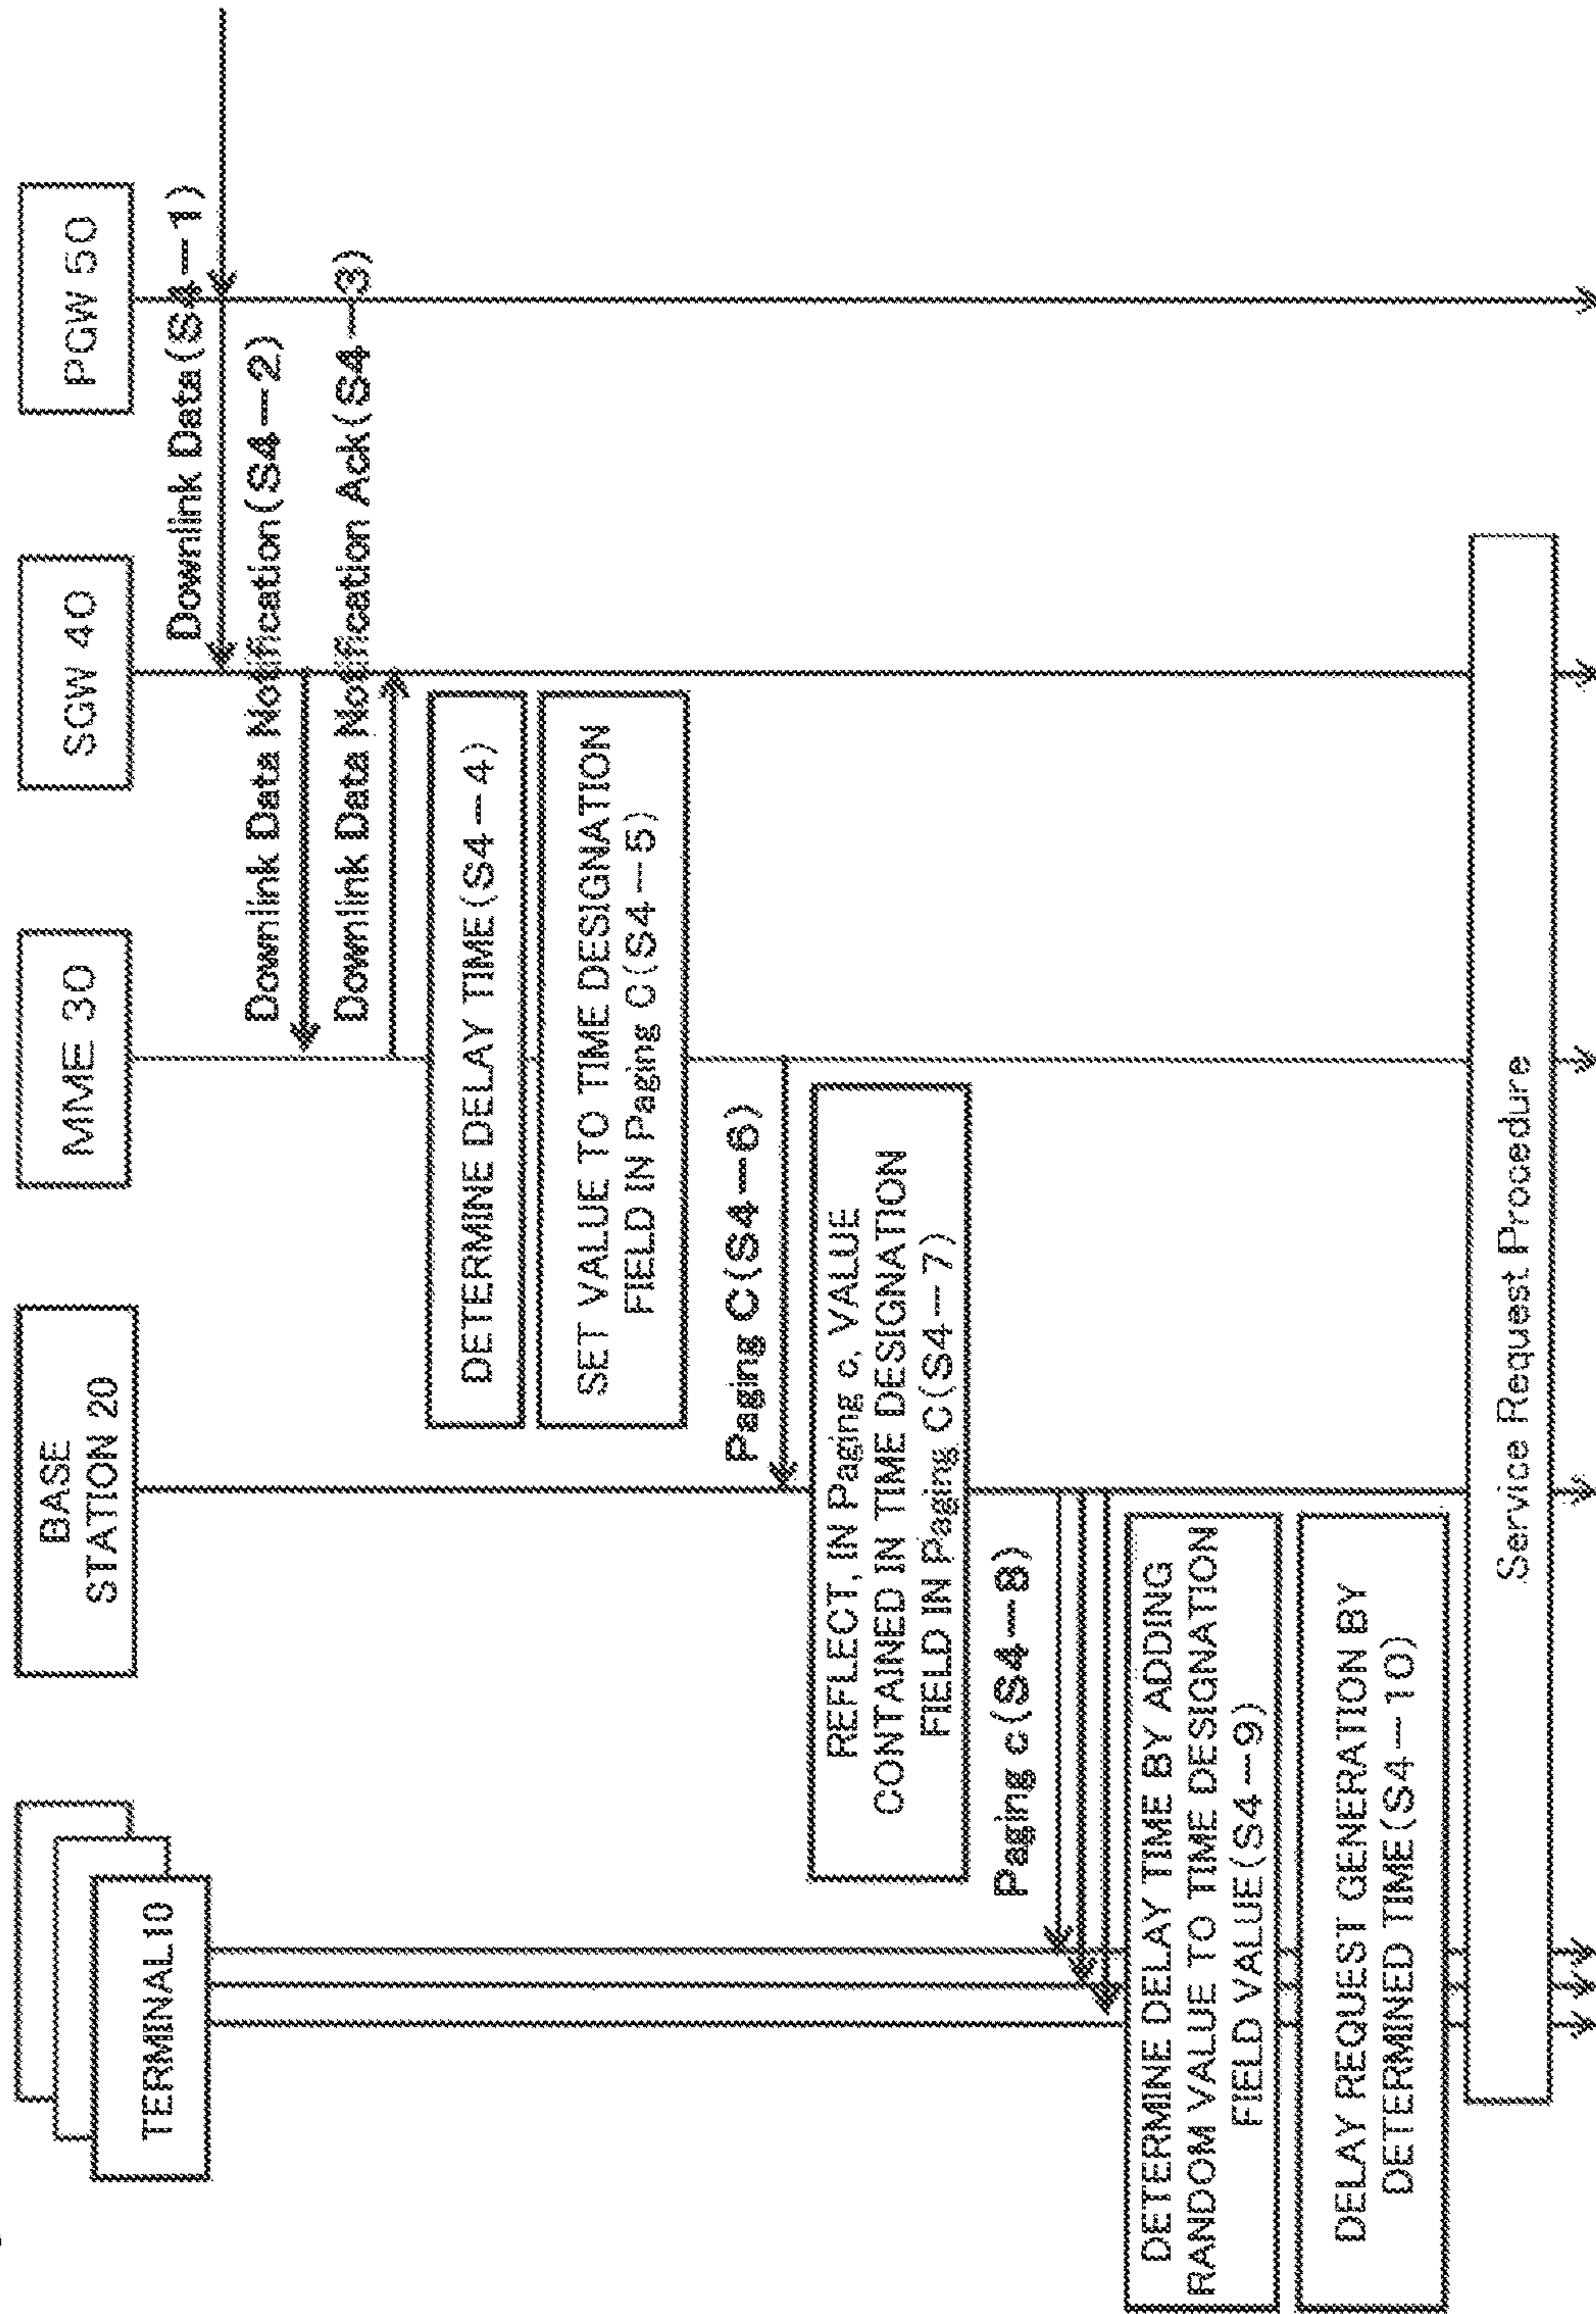 TERMINAL10
BASE
STATION 20
MME 30
SGW 40
PGW 50
Downlink Data(S4—1)
Downlink Data Notification(S4—2)
Downlink Data Notification Ack(S4—3)
DETERMINE DELAY TIME(S4—4)
SET VALUE TO TIME DESIGNATION
FIELD IN Paging C(S4—5)
Paging C(S4—6)
REFLECT, IN Paging c, VALUE
CONTAINED IN TIME DESIGNATION
FIELD IN Paging C(S4—7)
Paging c(S4—8)
DETERMINE DELAY TIME BY ADDING
RANDOM VALUE TO TIME DESIGNATION
FIELD VALUE(S4—9)
DELAY REQUEST GENERATION BY
DETERMINED TIME(S4—10)
Service Request Procedure